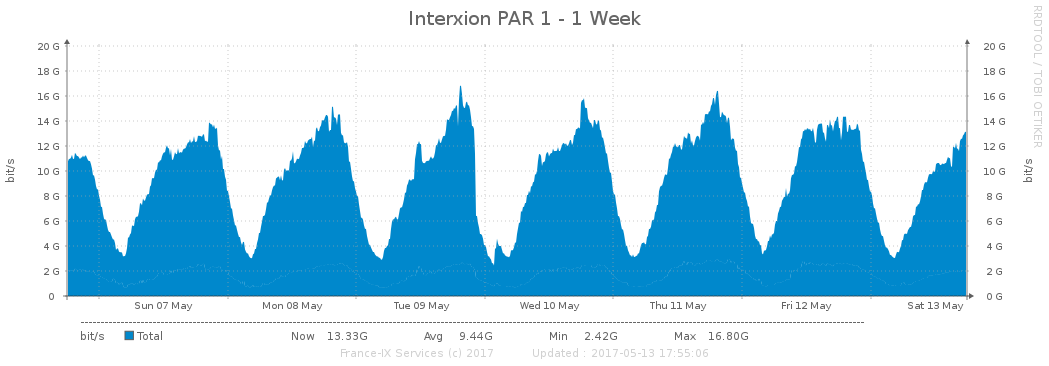 Interxion PAR 1 - 1 Week
RRDTOOL / TOBI OETIKER
20 G 20 G
18 G 18 G
16 G 16 G
14 G 14 G
12 G 12 G
10 G 10 G
8 G 8 G
6 G 6 G
4 G 4 G
2 G 2 G
0 0 G
bit/s bit/s
Sun 07 May Mon 08 May Tue 09 May Wed 10 May Thu 11 May Fri 12 May Sat 13 May
bit/s Total Now 13.33G Avg 9.44G Min 2.42G Max 16.80G
France-IX Services (c) 2017 Updated : 2017-05-13 17:55:06